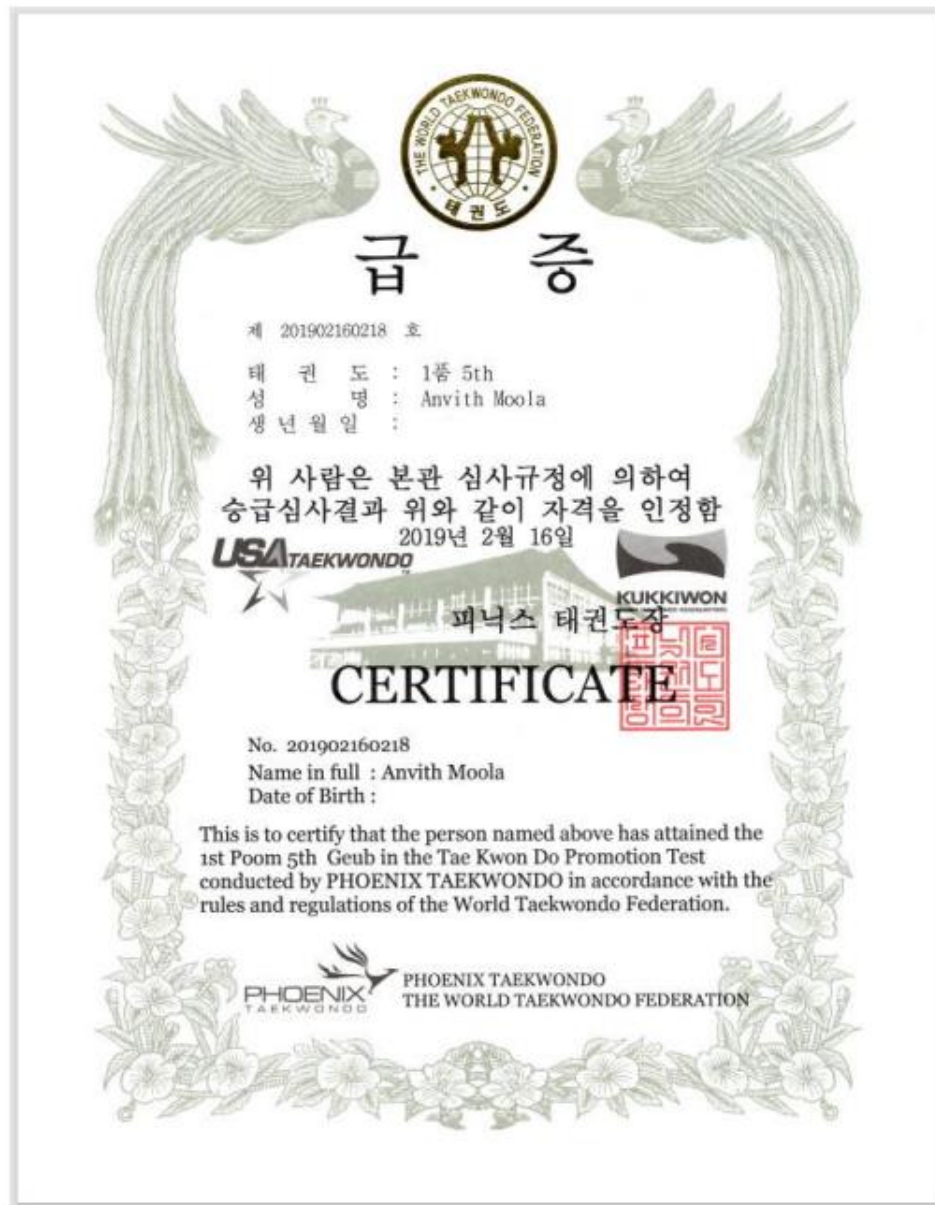 THE WORLD TAEKWONDO FEDERATION
태권도
급 증
제 201902160218 호
태 권 도 : 1품 5th
성 명 : Anvith Moola
생년월일 :
위 사람은 본관 심사규정에 의하여
승급심사결과 위와 같이 자격을 인정함
2019년 2월 16일
USA TAEKWONDO
KUKKIWON
피닉스 태권도장
CERTIFICATE
No. 201902160218
Name in full : Anvith Moola
Date of Birth :
This is to certify that the person named above has attained the
1st Poom 5th Geub in the Tae Kwon Do Promotion Test
conducted by PHOENIX TAEKWONDO in accordance with the
rules and regulations of the World Taekwondo Federation.
PHOENIX
TAEKWONDO
PHOENIX TAEKWONDO
THE WORLD TAEKWONDO FEDERATION